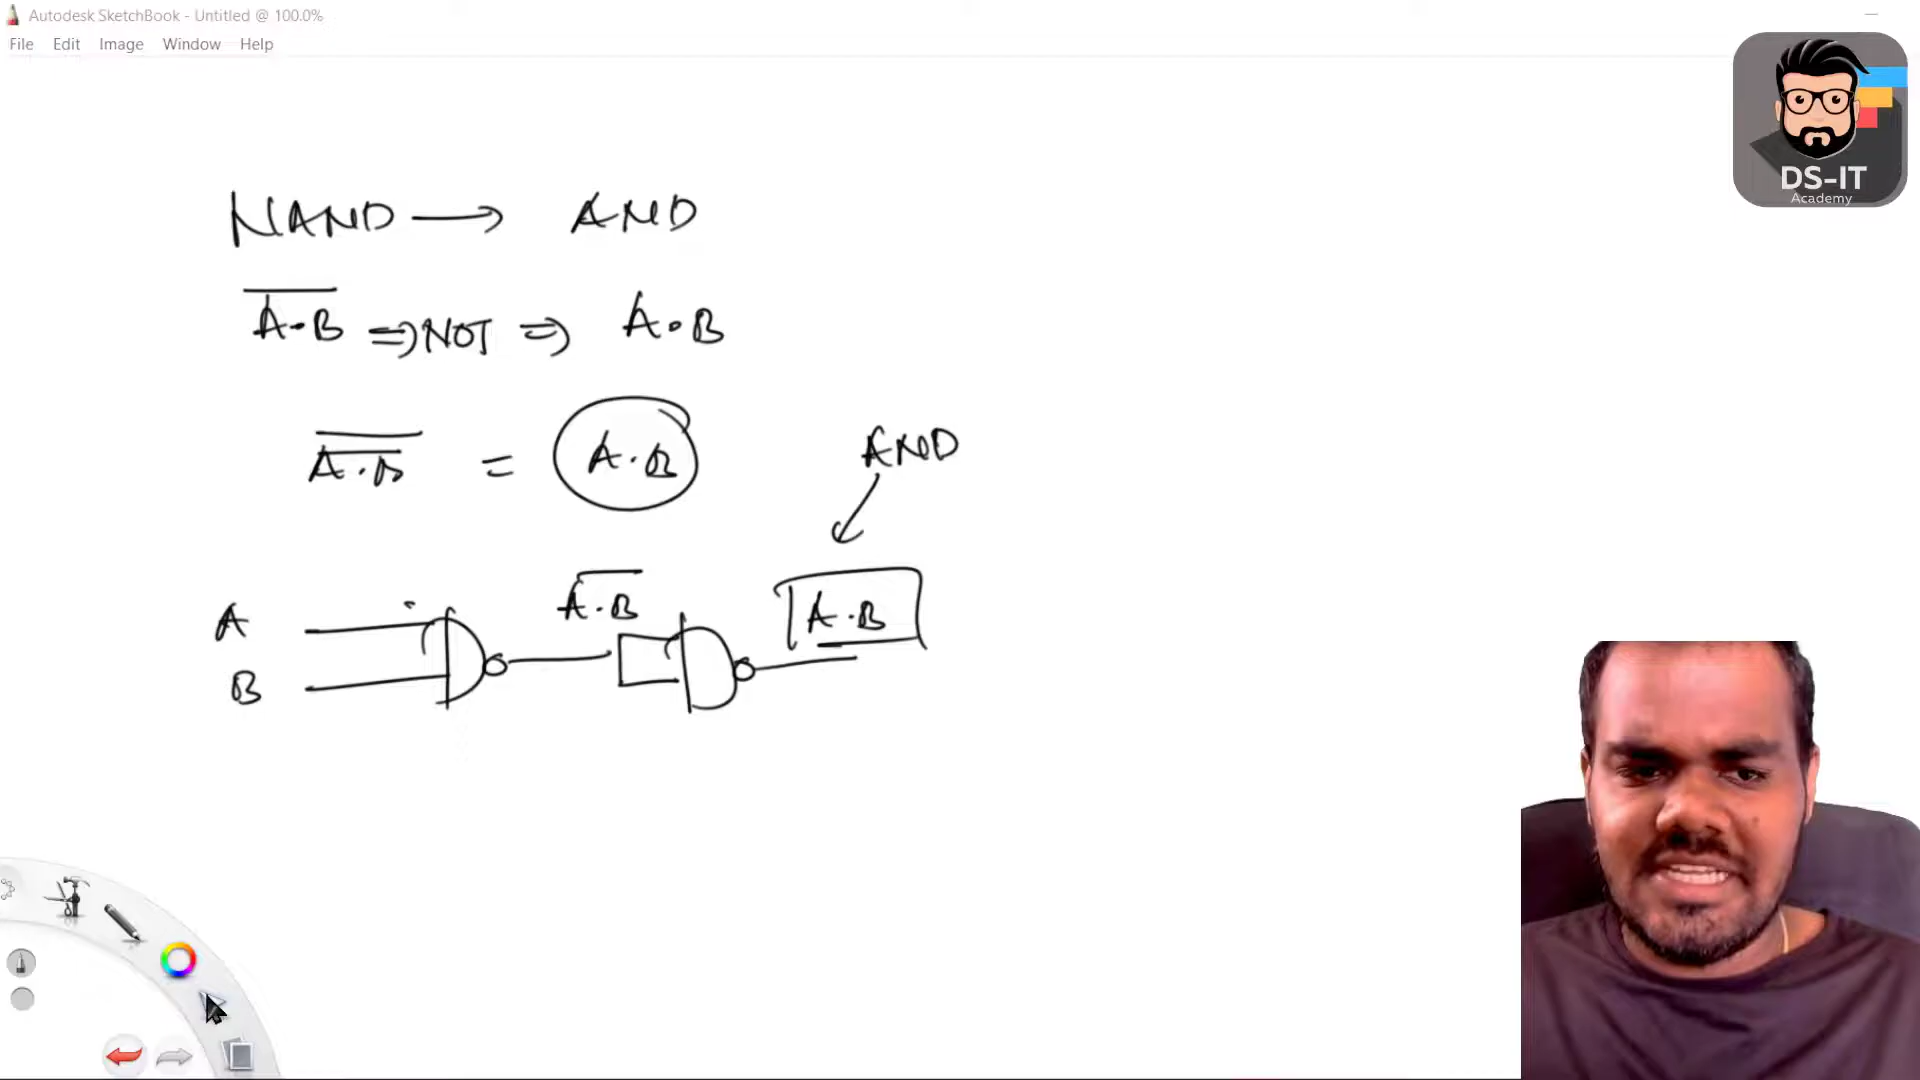 Autodesk SketchBook - Untitled @ 100.0%
File Edit Image Window Help
DS-IT
Academy
NAND → AND
A̅·̅B̅ ⇒ NOT ⇒ A·B
A̿·̿B̿ = A·B
AND
A̅·̅B̅ A·B
A
B